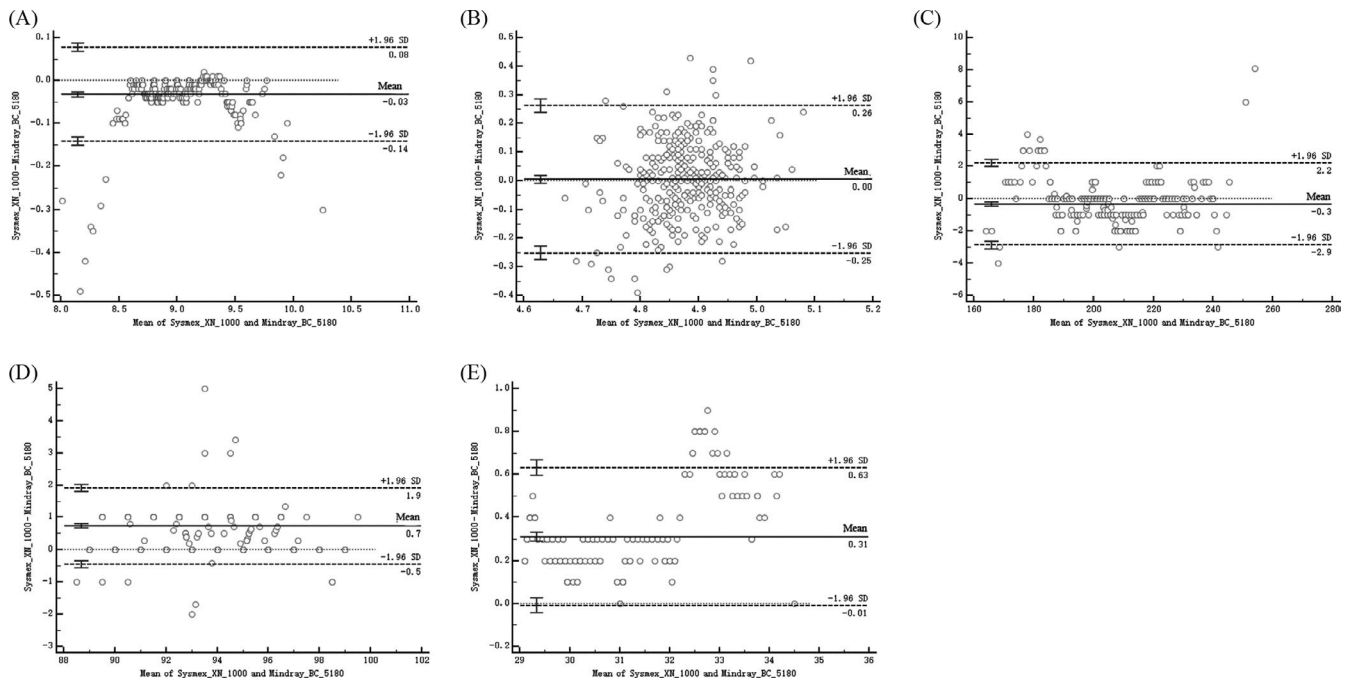 (A)
Sysmex_XN_1000-Mindray_BC_5180
0.1
0.0
-0.1
-0.2
-0.3
-0.4
-0.5
+1.96 SD
0.08
Mean
-0.03
-1.96 SD
-0.14
8.0 8.5 9.0 9.5 10.0 10.5 11.0
Mean of Sysmex_XN_1000 and Mindray_BC_5180
(B)
Sysmex_XN_1000-Mindray_BC_5180
0.5
0.4
0.3
0.2
0.1
0.0
-0.1
-0.2
-0.3
-0.4
+1.96 SD
0.26
Mean
0.00
-1.96 SD
-0.25
4.6 4.7 4.8 4.9 5.0 5.1 5.2
Mean of Sysmex_XN_1000 and Mindray_BC_5180
(C)
Sysmex_XN_1000-Mindray_BC_5180
10
8
6
4
2
0
-2
-4
-6
+1.96 SD
2.2
Mean
-0.3
-1.96 SD
-2.9
160 180 200 220 240 260 280
Mean of Sysmex_XN_1000 and Mindray_BC_5180
(D)
Sysmex_XN_1000-Mindray_BC_5180
5
4
3
2
1
0
-1
-2
-3
+1.96 SD
1.9
Mean
0.7
-1.96 SD
-0.5
88 90 92 94 96 98 100 102
Mean of Sysmex_XN_1000 and Mindray_BC_5180
(E)
Sysmex_XN_1000-Mindray_BC_5180
1.0
0.8
0.6
0.4
0.2
0.0
-0.2
+1.96 SD
0.63
Mean
0.31
-1.96 SD
-0.01
29 30 31 32 33 34 35 36
Mean of Sysmex_XN_1000 and Mindray_BC_5180